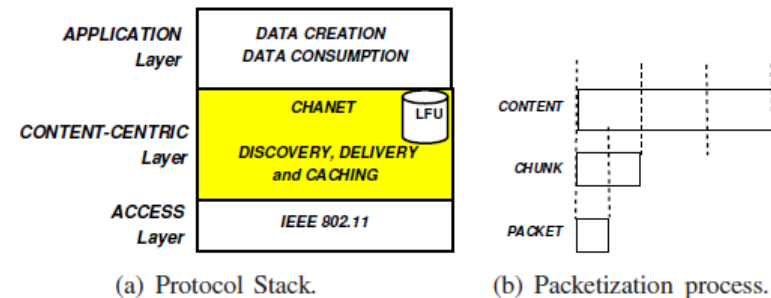 APPLICATION
Layer
DATA CREATION
DATA CONSUMPTION
CONTENT-CENTRIC
Layer
CHANET
LFU
DISCOVERY, DELIVERY
and CACHING
ACCESS
Layer
IEEE 802.11
(a) Protocol Stack.
CONTENT
CHUNK
PACKET
(b) Packetization process.